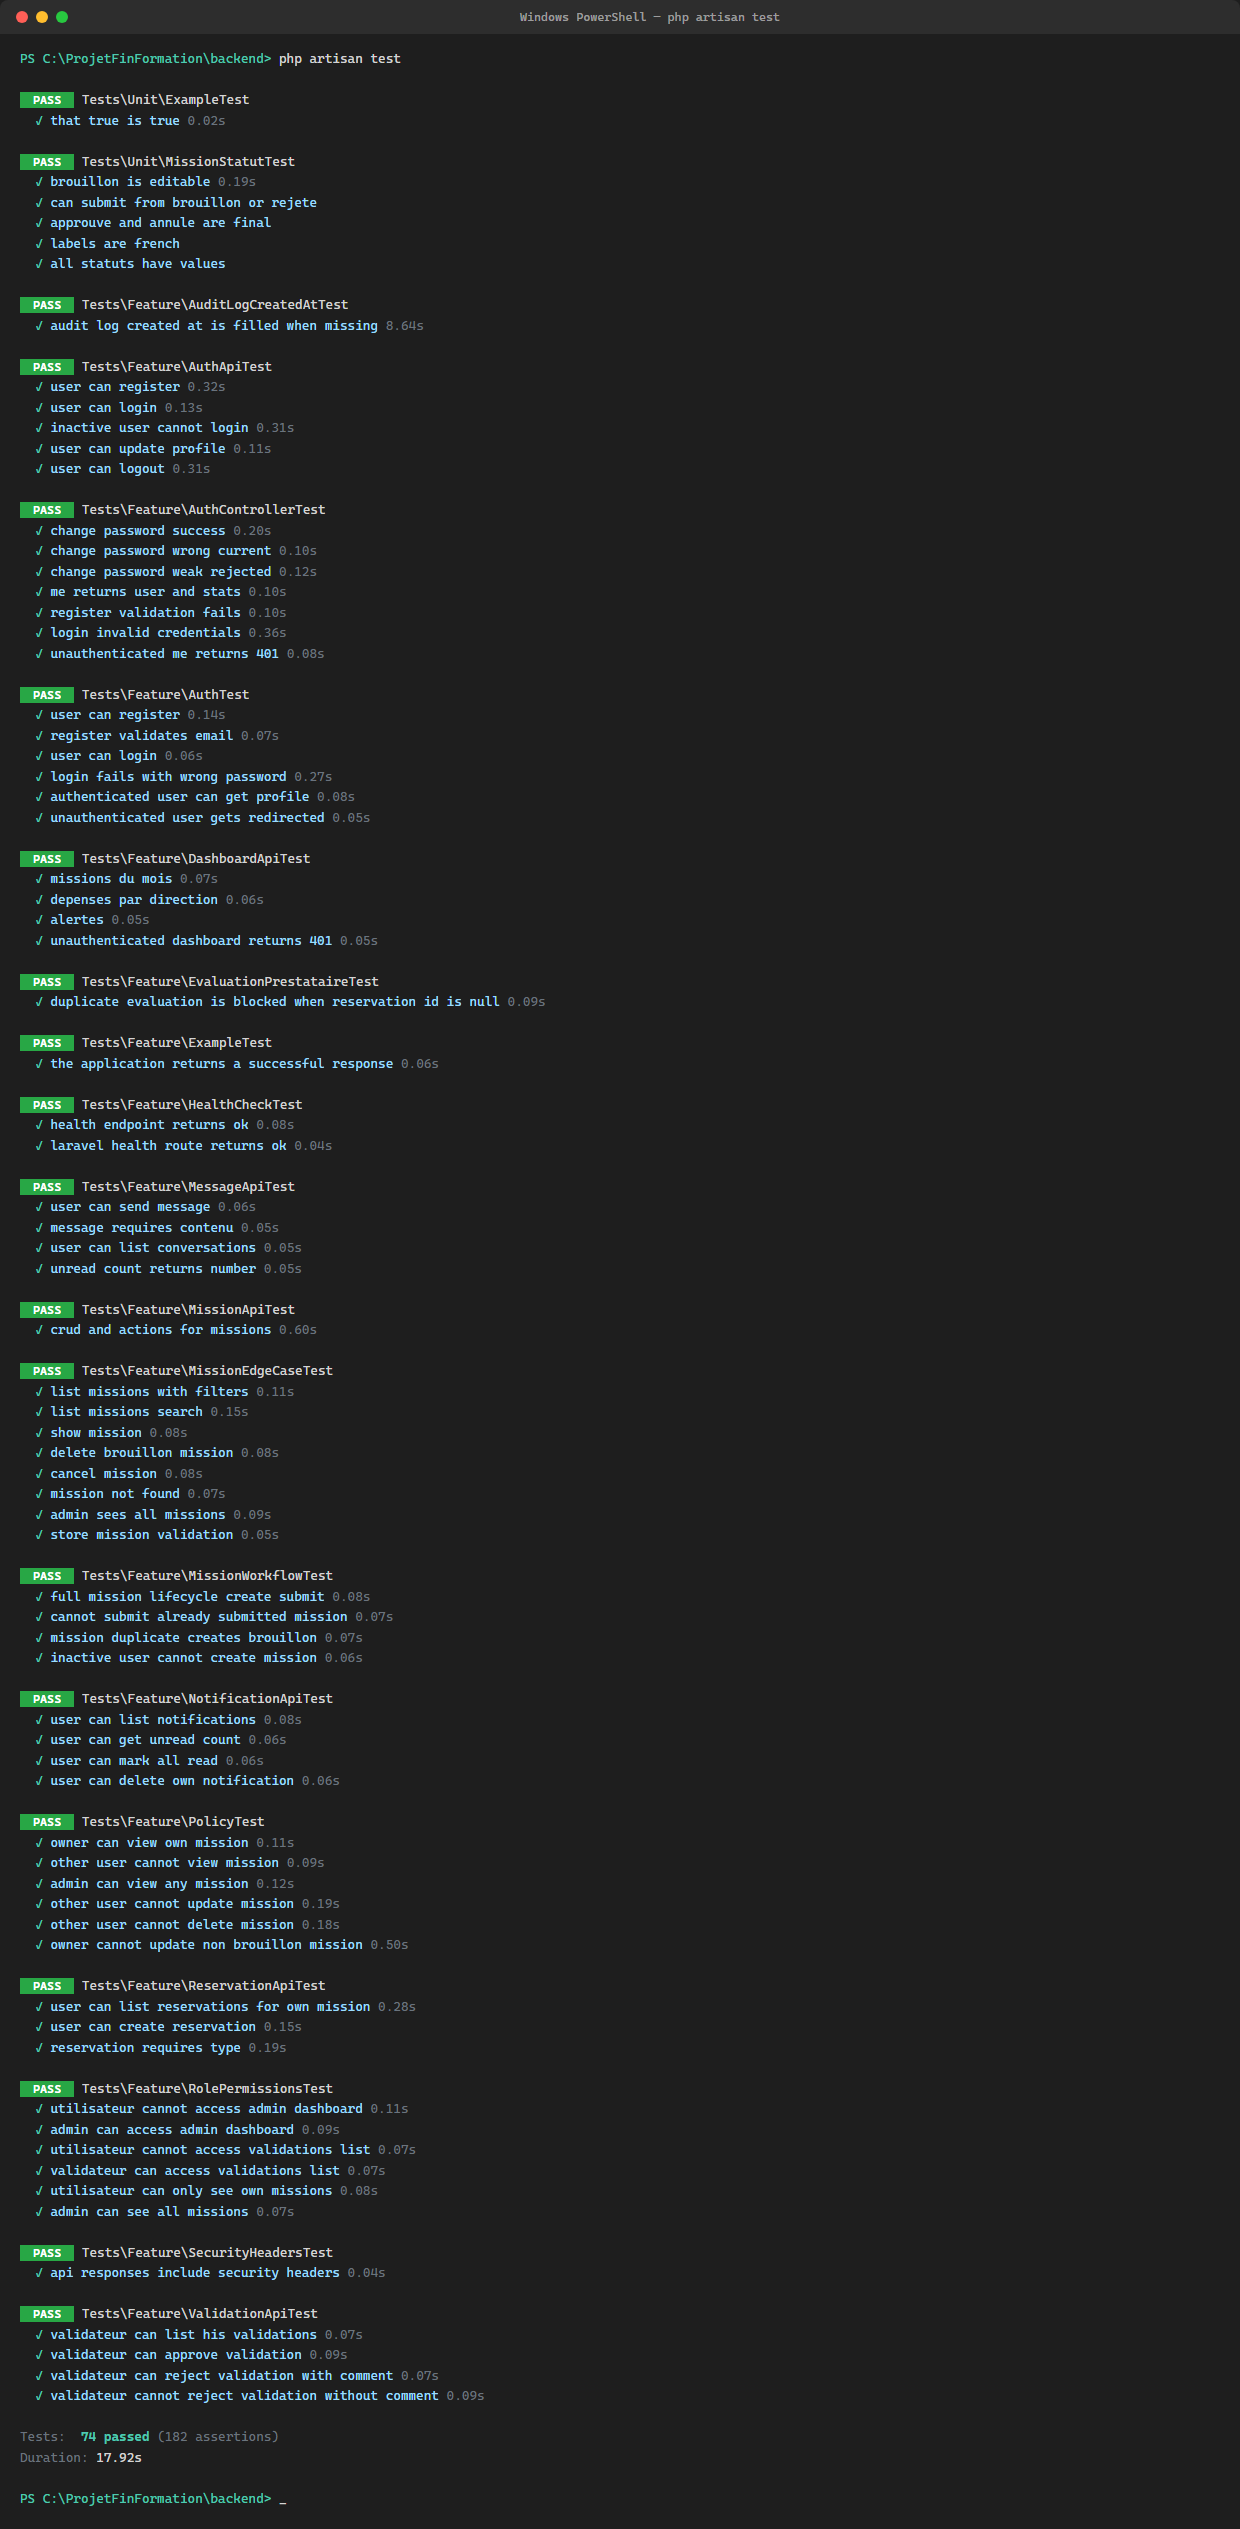 Windows PowerShell — php artisan test
PS C:\ProjetFinFormation\backend> php artisan test
PASS Tests\Unit\ExampleTest
✓ that true is true 0.02s
PASS Tests\Unit\MissionStatutTest
✓ brouillon is editable 0.19s
✓ can submit from brouillon or rejete
✓ approuve and annule are final
✓ labels are french
✓ all statuts have values
PASS Tests\Feature\AuditLogCreatedAtTest
✓ audit log created at is filled when missing 8.64s
PASS Tests\Feature\AuthApiTest
✓ user can register 0.32s
✓ user can login 0.13s
✓ inactive user cannot login 0.31s
✓ user can update profile 0.11s
✓ user can logout 0.31s
PASS Tests\Feature\AuthControllerTest
✓ change password success 0.20s
✓ change password wrong current 0.10s
✓ change password weak rejected 0.12s
✓ me returns user and stats 0.10s
✓ register validation fails 0.10s
✓ login invalid credentials 0.36s
✓ unauthenticated me returns 401 0.08s
PASS Tests\Feature\AuthTest
✓ user can register 0.14s
✓ register validates email 0.07s
✓ user can login 0.06s
✓ login fails with wrong password 0.27s
✓ authenticated user can get profile 0.08s
✓ unauthenticated user gets redirected 0.05s
PASS Tests\Feature\DashboardApiTest
✓ missions du mois 0.07s
✓ depenses par direction 0.06s
✓ alertes 0.05s
✓ unauthenticated dashboard returns 401 0.05s
PASS Tests\Feature\EvaluationPrestataireTest
✓ duplicate evaluation is blocked when reservation id is null 0.09s
PASS Tests\Feature\ExampleTest
✓ the application returns a successful response 0.06s
PASS Tests\Feature\HealthCheckTest
✓ health endpoint returns ok 0.08s
✓ laravel health route returns ok 0.04s
PASS Tests\Feature\MessageApiTest
✓ user can send message 0.06s
✓ message requires contenu 0.05s
✓ user can list conversations 0.05s
✓ unread count returns number 0.05s
PASS Tests\Feature\MissionApiTest
✓ crud and actions for missions 0.60s
PASS Tests\Feature\MissionEdgeCaseTest
✓ list missions with filters 0.11s
✓ list missions search 0.15s
✓ show mission 0.08s
✓ delete brouillon mission 0.08s
✓ cancel mission 0.08s
✓ mission not found 0.07s
✓ admin sees all missions 0.09s
✓ store mission validation 0.05s
PASS Tests\Feature\MissionWorkflowTest
✓ full mission lifecycle create submit 0.08s
✓ cannot submit already submitted mission 0.07s
✓ mission duplicate creates brouillon 0.07s
✓ inactive user cannot create mission 0.06s
PASS Tests\Feature\NotificationApiTest
✓ user can list notifications 0.08s
✓ user can get unread count 0.06s
✓ user can mark all read 0.06s
✓ user can delete own notification 0.06s
PASS Tests\Feature\PolicyTest
✓ owner can view own mission 0.11s
✓ other user cannot view mission 0.09s
✓ admin can view any mission 0.12s
✓ other user cannot update mission 0.19s
✓ other user cannot delete mission 0.18s
✓ owner cannot update non brouillon mission 0.50s
PASS Tests\Feature\ReservationApiTest
✓ user can list reservations for own mission 0.28s
✓ user can create reservation 0.15s
✓ reservation requires type 0.19s
PASS Tests\Feature\RolePermissionsTest
✓ utilisateur cannot access admin dashboard 0.11s
✓ admin can access admin dashboard 0.09s
✓ utilisateur cannot access validations list 0.07s
✓ validateur can access validations list 0.07s
✓ utilisateur can only see own missions 0.08s
✓ admin can see all missions 0.07s
PASS Tests\Feature\SecurityHeadersTest
✓ api responses include security headers 0.04s
PASS Tests\Feature\ValidationApiTest
✓ validateur can list his validations 0.07s
✓ validateur can approve validation 0.09s
✓ validateur can reject validation with comment 0.07s
✓ validateur cannot reject validation without comment 0.09s
Tests: 74 passed (182 assertions)
Duration: 17.92s
PS C:\ProjetFinFormation\backend> _